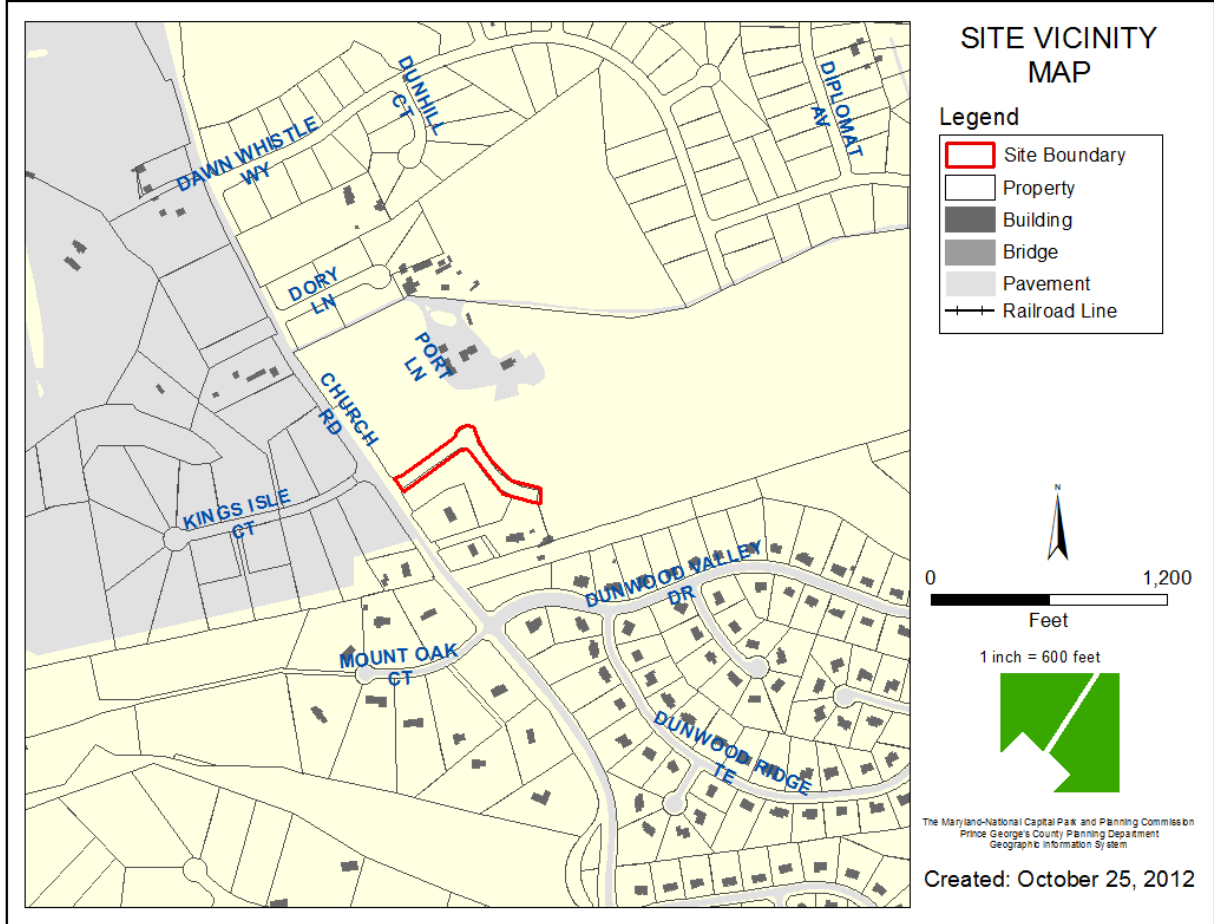 SITE VICINITY
MAP
Legend
Site Boundary
Property
Building
Bridge
Pavement
Railroad Line
DUNHILL
CT
DIPLOMAT
AV
DAWN WHISTLE
WY
DORY
LN
PORT
LN
CHURCH
RD
KINGS ISLE
CT
DUNWOOD VALLEY
DR
MOUNT OAK
CT
DUNWOOD RIDGE
TE
N
0 1,200
Feet
1 inch = 600 feet
The Maryland-National Capital Park and Planning Commission
Prince George's County Planning Department
Geographic Information System
Created: October 25, 2012